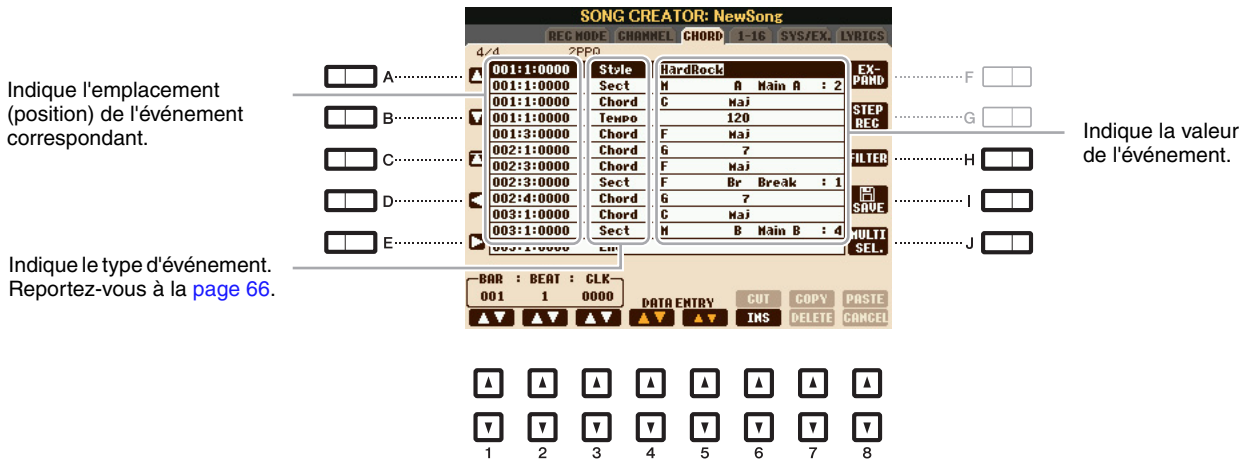 SONG CREATOR: NewSong
REC MODE CHANNEL CHORD 1-16 SYS/EX. LYRICS
4/4 2PPQ
001:1:0000 Style HardRock
001:1:0000 Sect M A Main A : 2
001:1:0000 Chord C Maj
001:1:0000 Tempo 120
001:3:0000 Chord F Maj
002:1:0000 Chord G 7
002:3:0000 Chord F Maj
002:3:0000 Sect F Br Break : 1
002:4:0000 Chord G 7
003:1:0000 Chord C Maj
003:1:0000 Sect M B Main B : 4
EX-
PAND
STEP
REC
FILTER
SAVE
MULTI
SEL.
A
B
C
D
E
F
G
H
I
J
Indique l'emplacement
(position) de l'événement
correspondant.
Indique le type d'événement.
Reportez-vous à la page 66.
Indique la valeur
de l'événement.
BAR : BEAT : CLK
001 1 0000
DATA ENTRY
CUT COPY PASTE
INS DELETE CANCEL
1 2 3 4 5 6 7 8